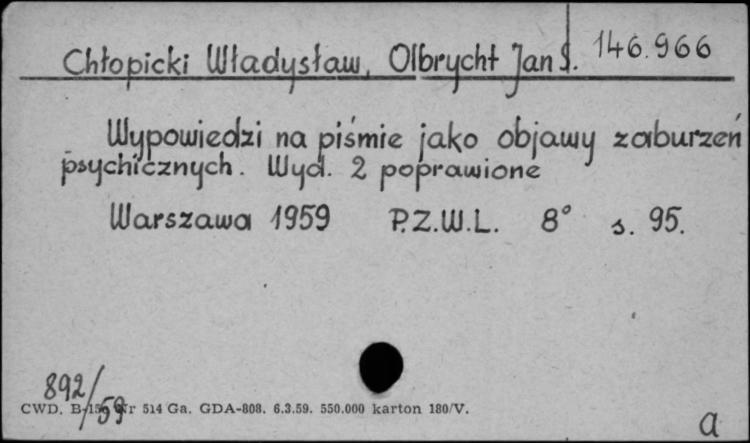 Chłopicki Władysław, Olbrycht Jan S. 146.966
Wypowiedzi na piśmie jako objawy zaburzeń
psychicznych. Wyd. 2 poprawione
Warszawa 1959 P.Z.W.L. 8° s. 95.
892/59
CWD. Nr 514 Ga. GDA-808. 6.3.59. 550.000 karton 180/V.
a